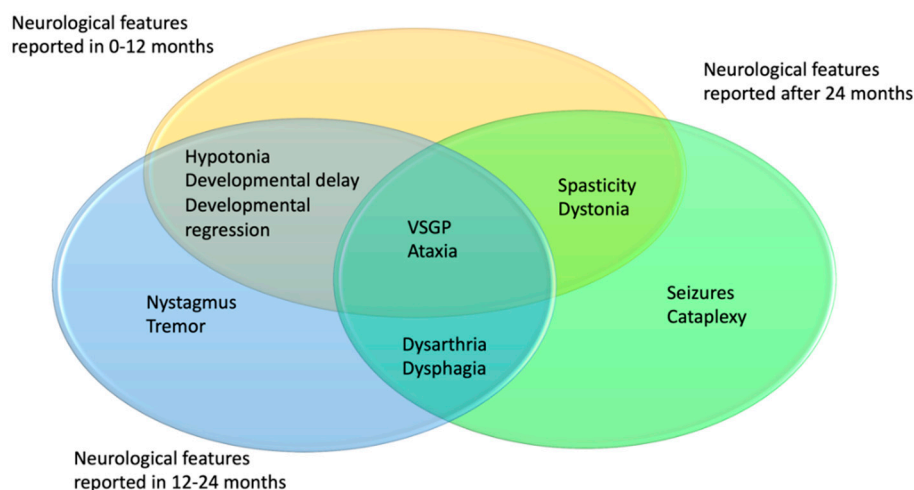 Neurological features
reported in 0-12 months
Neurological features
reported after 24 months
Hypotonia
Developmental delay
Developmental
regression
Spasticity
Dystonia
VSGP
Ataxia
Nystagmus
Tremor
Seizures
Cataplexy
Dysarthria
Dysphagia
Neurological features
reported in 12-24 months